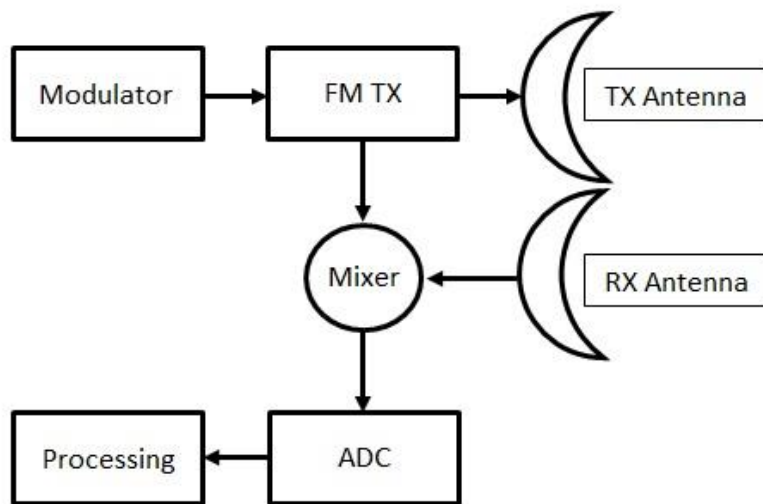 Modulator
FM TX
TX Antenna
Mixer
RX Antenna
Processing
ADC